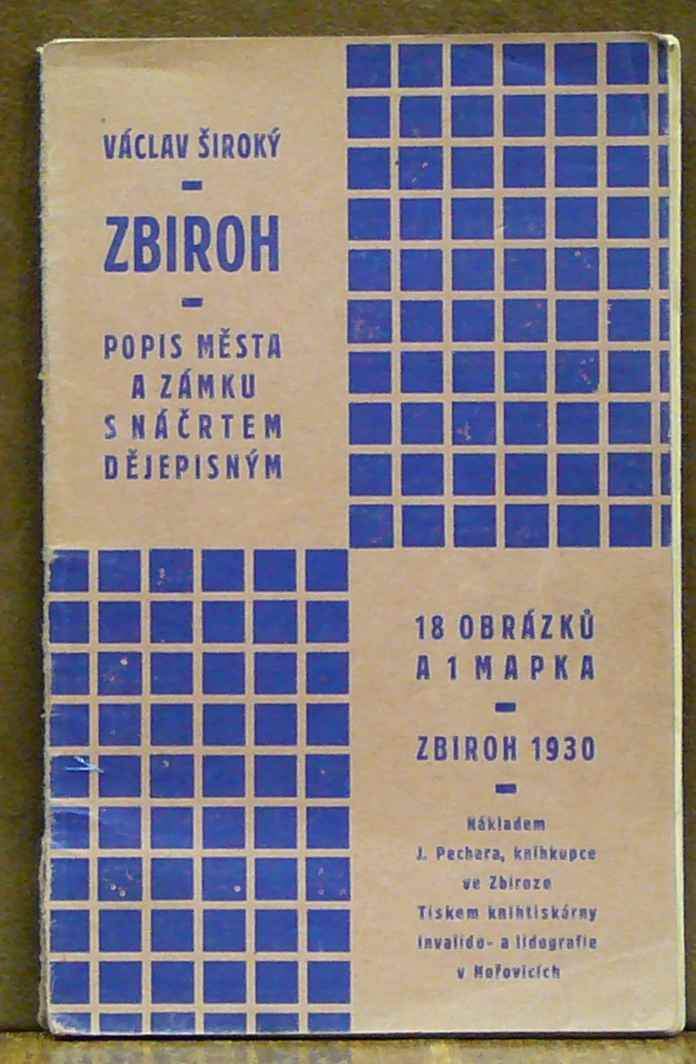 VÁCLAV ŠIROKÝ
ZBIROH
POPIS MĚSTA
A ZÁMKU
S NÁČRTEM
DĚJEPISNÝM
18 OBRÁZKŮ
A 1 MAPKA
ZBIROH 1930
Nákladem
J. Pechara, knihkupce
ve Zbiroze
Tiskem knihtiskárny
Invalido- a lidografie
v Hořovicích